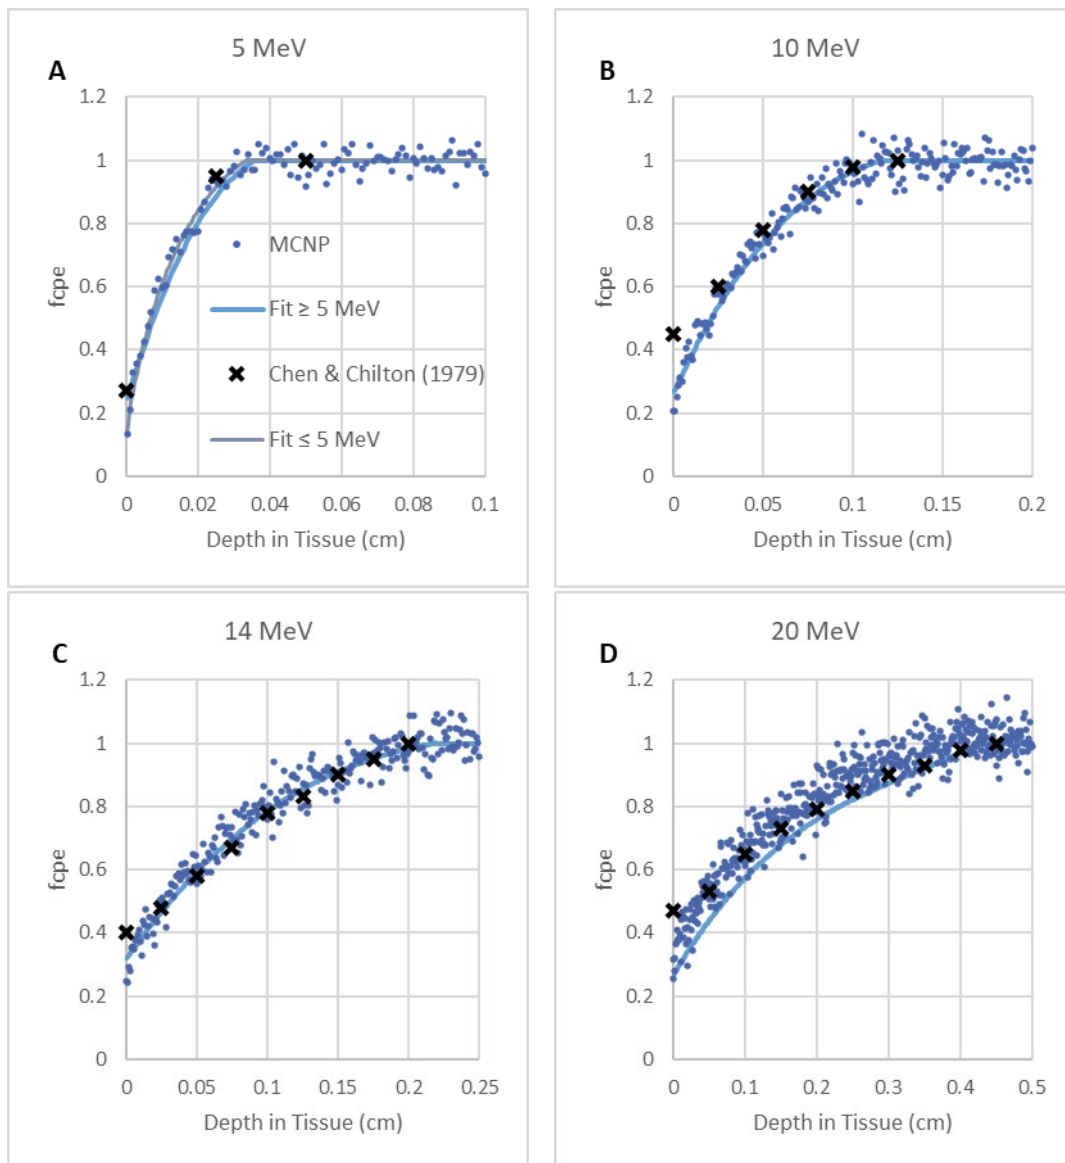 5 MeV
A
1.2
1
0.8
0.6
0.4
0.2
0
fcpe
MCNP
Fit ≥ 5 MeV
Chen & Chilton (1979)
Fit ≤ 5 MeV
0 0.02 0.04 0.06 0.08 0.1
Depth in Tissue (cm)
10 MeV
B
1.2
1
0.8
0.6
0.4
0.2
0
fcpe
0 0.05 0.1 0.15 0.2
Depth in Tissue (cm)
14 MeV
C
1.2
1
0.8
0.6
0.4
0.2
0
fcpe
0 0.05 0.1 0.15 0.2 0.25
Depth in Tissue (cm)
20 MeV
D
1.2
1
0.8
0.6
0.4
0.2
0
fcpe
0 0.1 0.2 0.3 0.4 0.5
Depth in Tissue (cm)